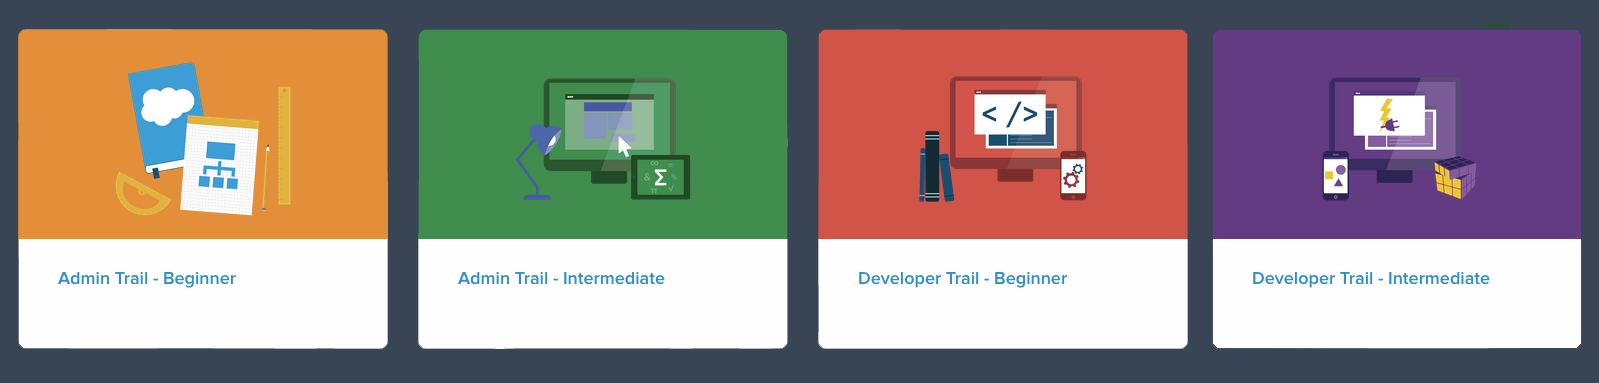 </>
Σ
Admin Trail - Beginner
Admin Trail - Intermediate
Developer Trail - Beginner
Developer Trail - Intermediate